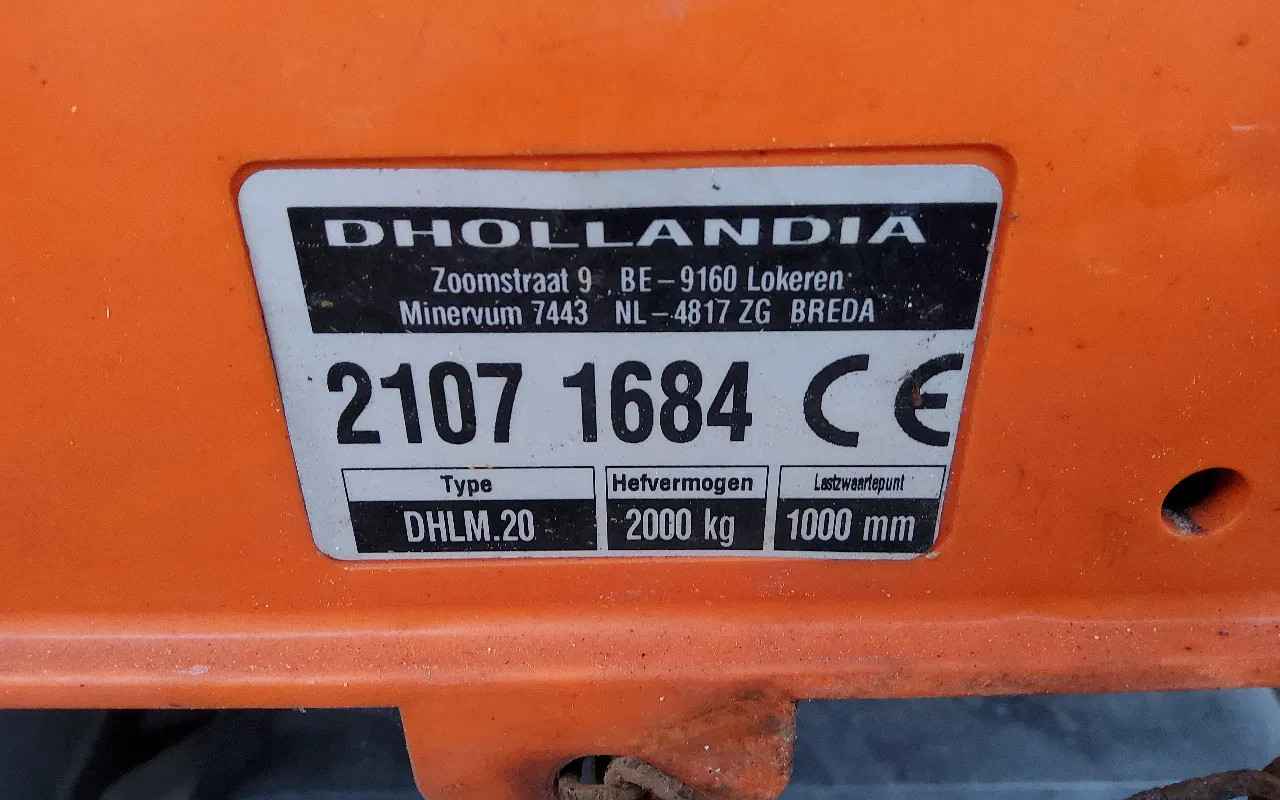 DHOLLANDIA
Zoomstraat 9 BE-9160 Lokeren
Minervum 7443 NL-4817 ZG BREDA
2107 1684 CE
Type Hefvermogen Lastzwaartepunt
DHLM.20 2000 kg 1000 mm